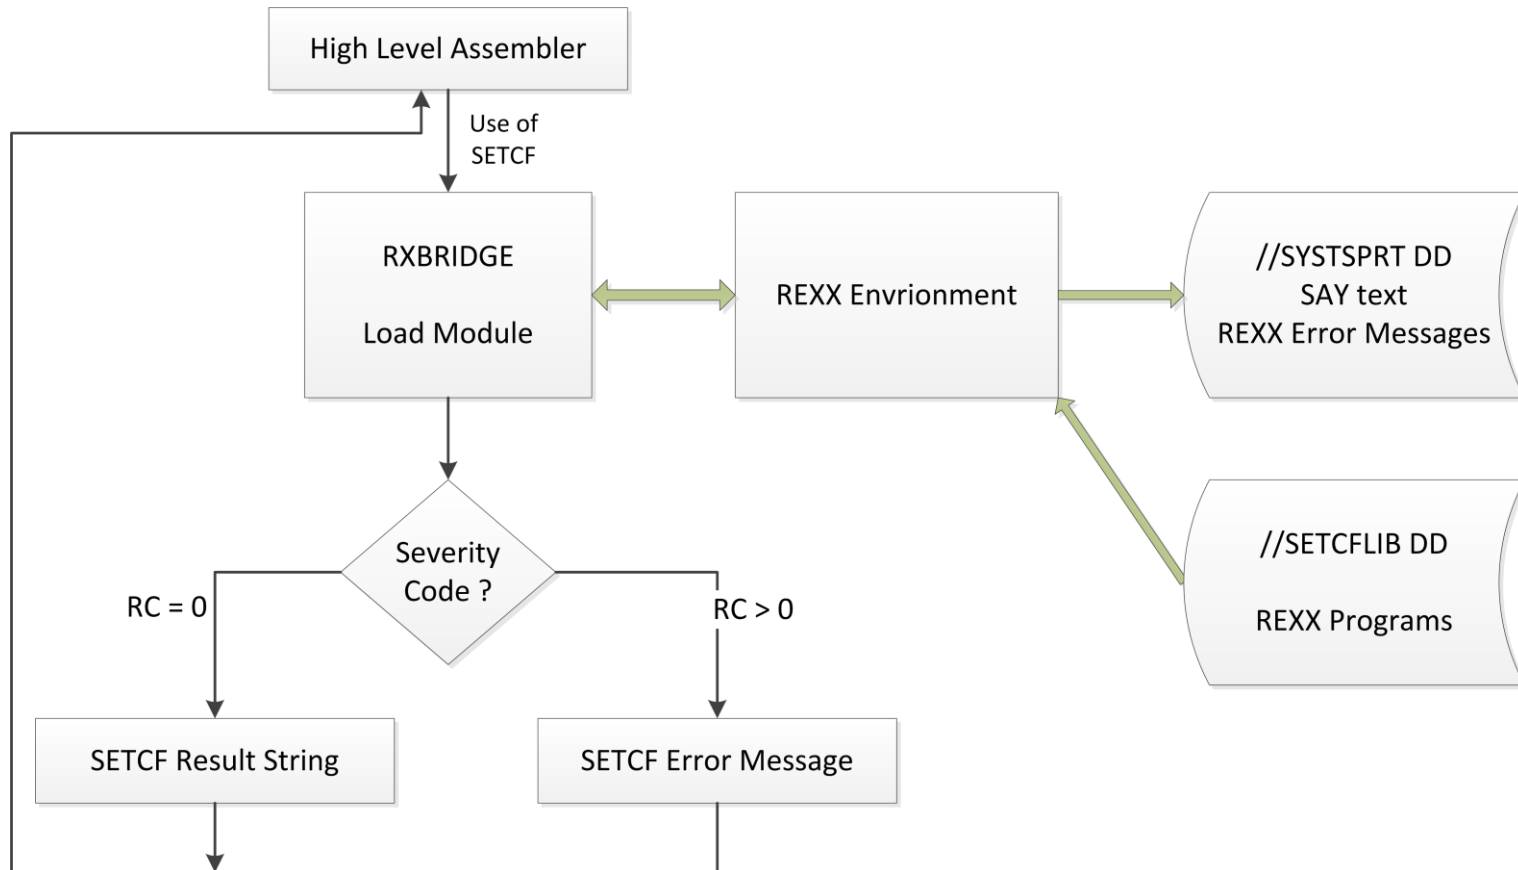 High Level Assembler
Use of
SETCF
RXBRIDGE
Load Module
REXX Envrionment
//SYSTSPRT DD
SAY text
REXX Error Messages
Severity
Code ?
RC = 0
RC > 0
//SETCFLIB DD
REXX Programs
SETCF Result String
SETCF Error Message